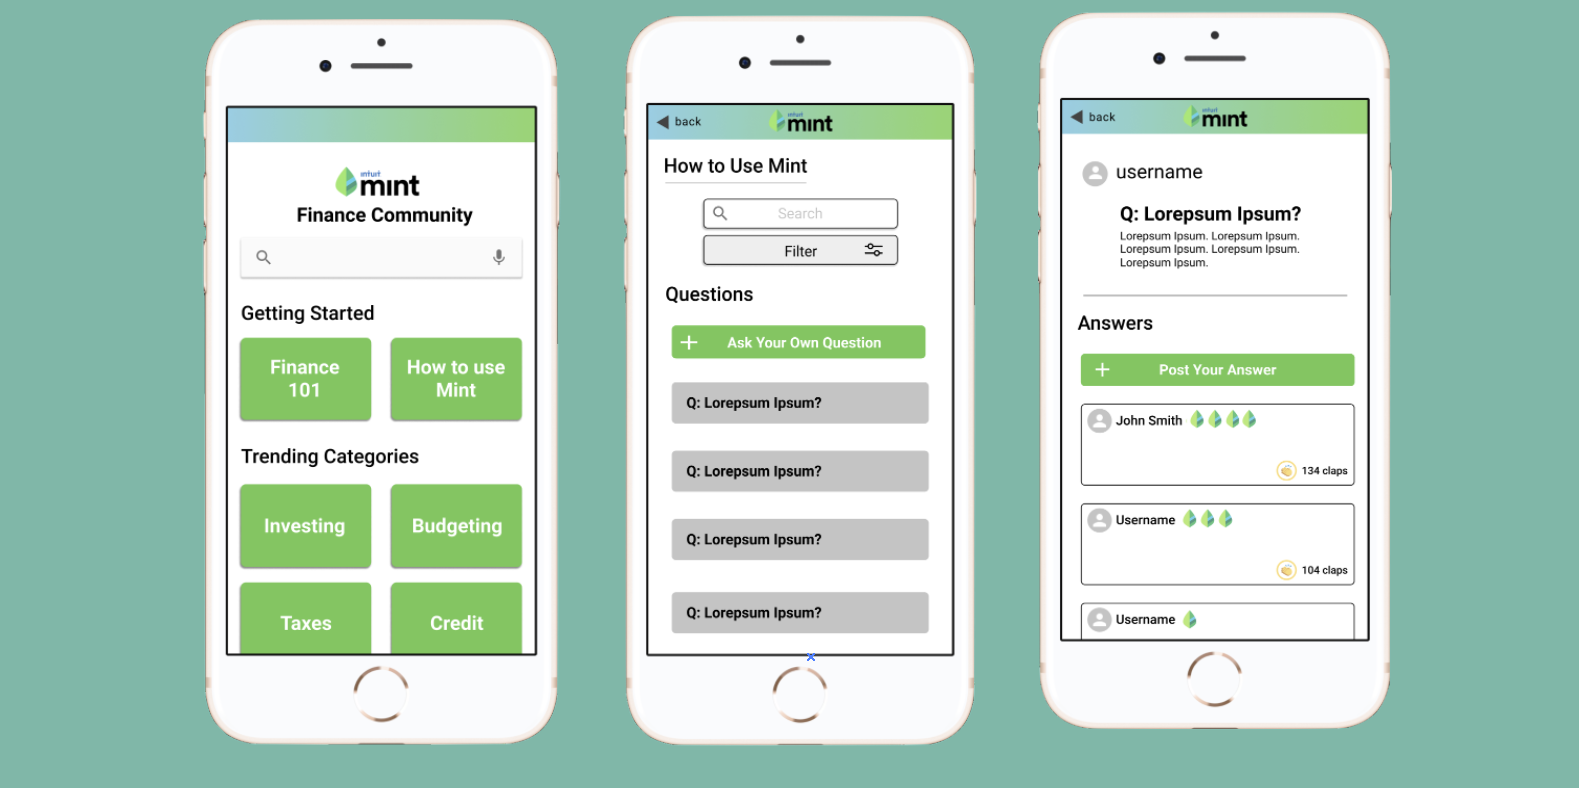 intuit
mint
Finance Community
Getting Started
Finance
101
How to use
Mint
Trending Categories
Investing
Budgeting
Taxes
Credit
back
intuit
mint
How to Use Mint
Search
Filter
Questions
+ Ask Your Own Question
Q: Lorepsum Ipsum?
Q: Lorepsum Ipsum?
Q: Lorepsum Ipsum?
Q: Lorepsum Ipsum?
back
intuit
mint
username
Q: Lorepsum Ipsum?
Lorepsum Ipsum. Lorepsum Ipsum.
Lorepsum Ipsum. Lorepsum Ipsum.
Lorepsum Ipsum.
Answers
+ Post Your Answer
John Smith
134 claps
Username
104 claps
Username